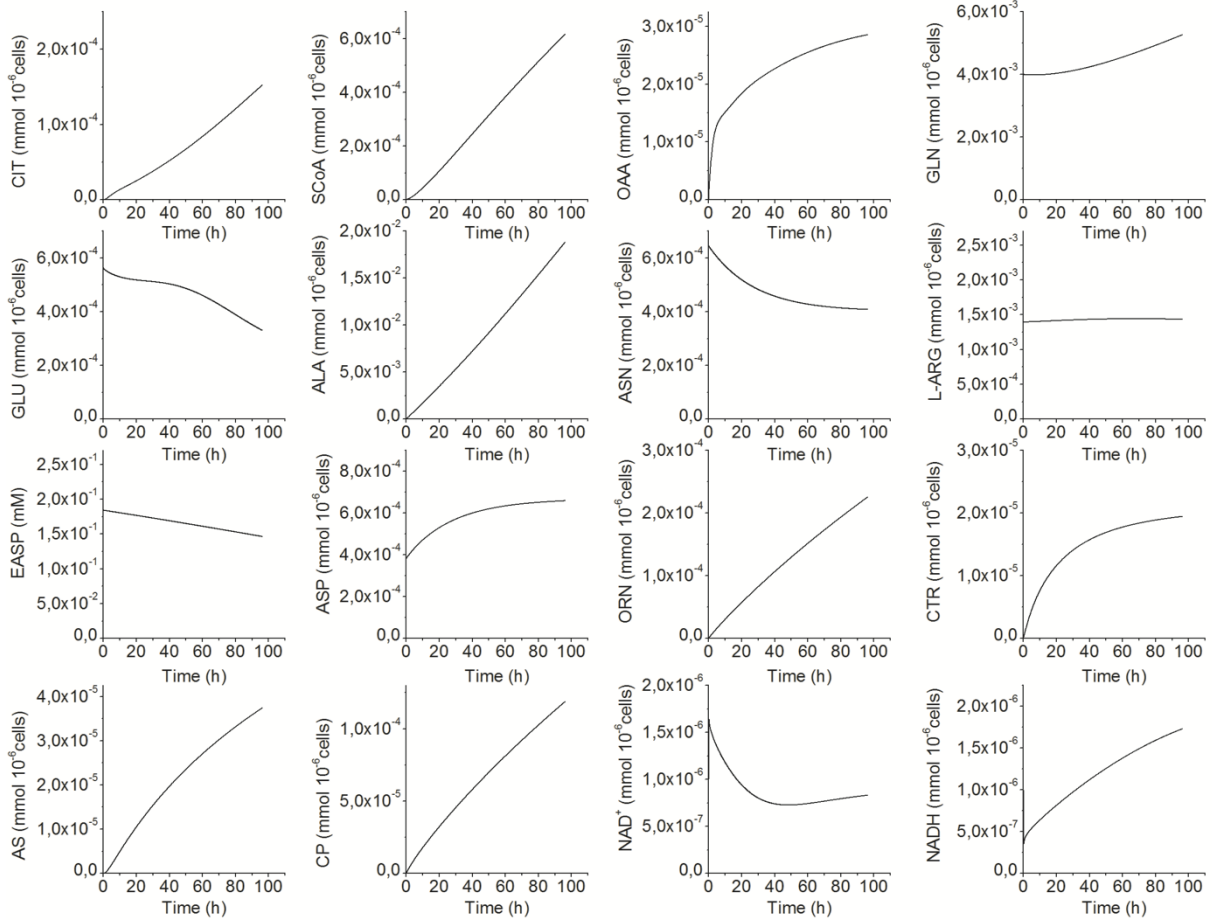 CIT (mmol 10⁻⁶cells)
2,0x10⁻⁴
1,0x10⁻⁴
0,0
0 20 40 60 80 100
Time (h)
SCoA (mmol 10⁻⁶cells)
6,0x10⁻⁴
4,0x10⁻⁴
2,0x10⁻⁴
0,0
0 20 40 60 80 100
Time (h)
OAA (mmol 10⁻⁶cells)
3,0x10⁻⁵
2,0x10⁻⁵
1,0x10⁻⁵
0,0
0 20 40 60 80 100
Time (h)
GLN (mmol 10⁻⁶cells)
6,0x10⁻³
4,0x10⁻³
2,0x10⁻³
0,0
0 20 40 60 80 100
Time (h)
GLU (mmol 10⁻⁶cells)
6,0x10⁻⁴
4,0x10⁻⁴
2,0x10⁻⁴
0,0
0 20 40 60 80 100
Time (h)
ALA (mmol 10⁻⁶cells)
2,0x10⁻²
1,5x10⁻²
1,0x10⁻²
5,0x10⁻³
0,0
0 20 40 60 80 100
Time (h)
ASN (mmol 10⁻⁶cells)
6,0x10⁻⁴
4,0x10⁻⁴
2,0x10⁻⁴
0,0
0 20 40 60 80 100
Time (h)
L-ARG (mmol 10⁻⁶cells)
2,5x10⁻³
2,0x10⁻³
1,5x10⁻³
1,0x10⁻³
5,0x10⁻⁴
0,0
0 20 40 60 80 100
Time (h)
EASP (mM)
2,5x10⁻¹
2,0x10⁻¹
1,5x10⁻¹
1,0x10⁻¹
5,0x10⁻²
0,0
0 20 40 60 80 100
Time (h)
ASP (mmol 10⁻⁶cells)
8,0x10⁻⁴
6,0x10⁻⁴
4,0x10⁻⁴
2,0x10⁻⁴
0,0
0 20 40 60 80 100
Time (h)
ORN (mmol 10⁻⁶cells)
3,0x10⁻⁴
2,0x10⁻⁴
1,0x10⁻⁴
0,0
0 20 40 60 80 100
Time (h)
CTR (mmol 10⁻⁶cells)
3,0x10⁻⁵
2,0x10⁻⁵
1,0x10⁻⁵
0,0
0 20 40 60 80 100
Time (h)
AS (mmol 10⁻⁶cells)
4,0x10⁻⁵
3,0x10⁻⁵
2,0x10⁻⁵
1,0x10⁻⁵
0,0
0 20 40 60 80 100
Time (h)
CP (mmol 10⁻⁶cells)
1,0x10⁻⁴
5,0x10⁻⁵
0,0
0 20 40 60 80 100
Time (h)
NAD⁺ (mmol 10⁻⁶cells)
2,0x10⁻⁶
1,5x10⁻⁶
1,0x10⁻⁶
5,0x10⁻⁷
0,0
0 20 40 60 80 100
Time (h)
NADH (mmol 10⁻⁶cells)
2,0x10⁻⁶
1,5x10⁻⁶
1,0x10⁻⁶
5,0x10⁻⁷
0,0
0 20 40 60 80 100
Time (h)